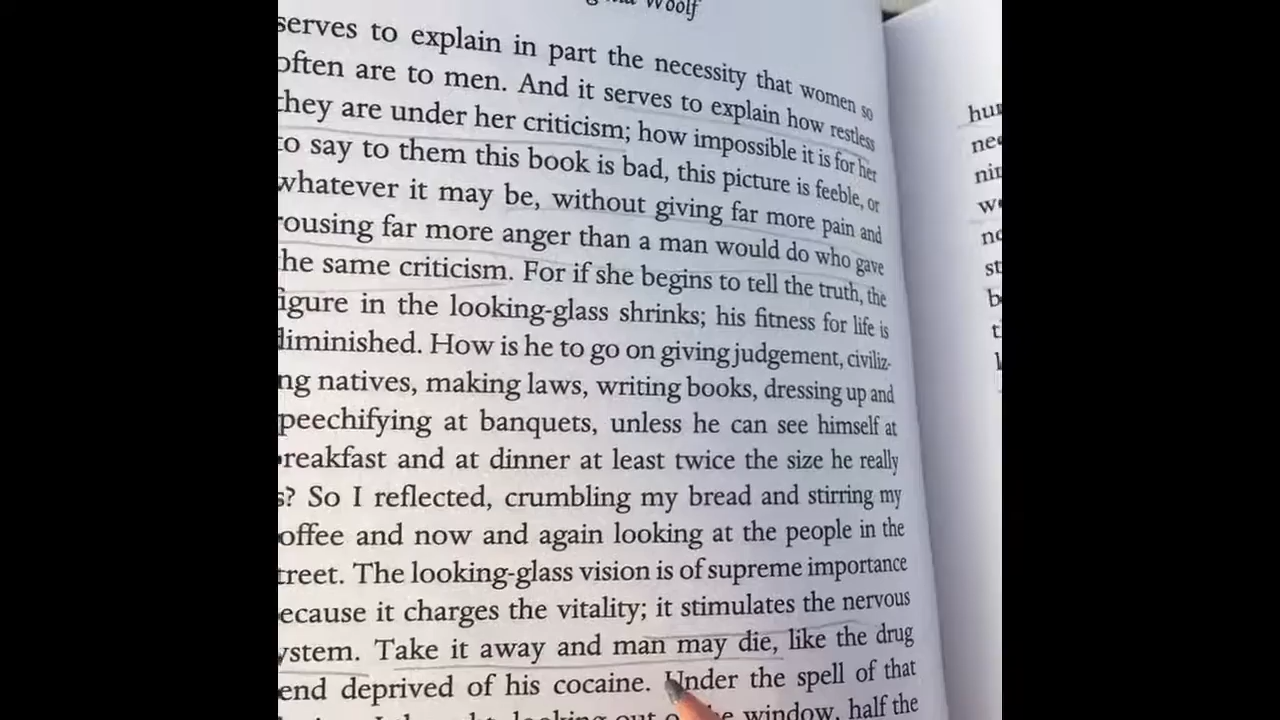 Woolf
serves to explain in part the necessity that women so
often are to men. And it serves to explain how restless
they are under her criticism; how impossible it is for her
to say to them this book is bad, this picture is feeble, or
whatever it may be, without giving far more pain and
rousing far more anger than a man would do who gave
the same criticism. For if she begins to tell the truth, the
igure in the looking-glass shrinks; his fitness for life is
diminished. How is he to go on giving judgement, civiliz-
ng natives, making laws, writing books, dressing up and
peechifying at banquets, unless he can see himself at
reakfast and at dinner at least twice the size he really
s? So I reflected, crumbling my bread and stirring my
offee and now and again looking at the people in the
treet. The looking-glass vision is of supreme importance
ecause it charges the vitality; it stimulates the nervous
ystem. Take it away and man may die, like the drug
end deprived of his cocaine. Under the spell of that
I thought, looking out window, half the